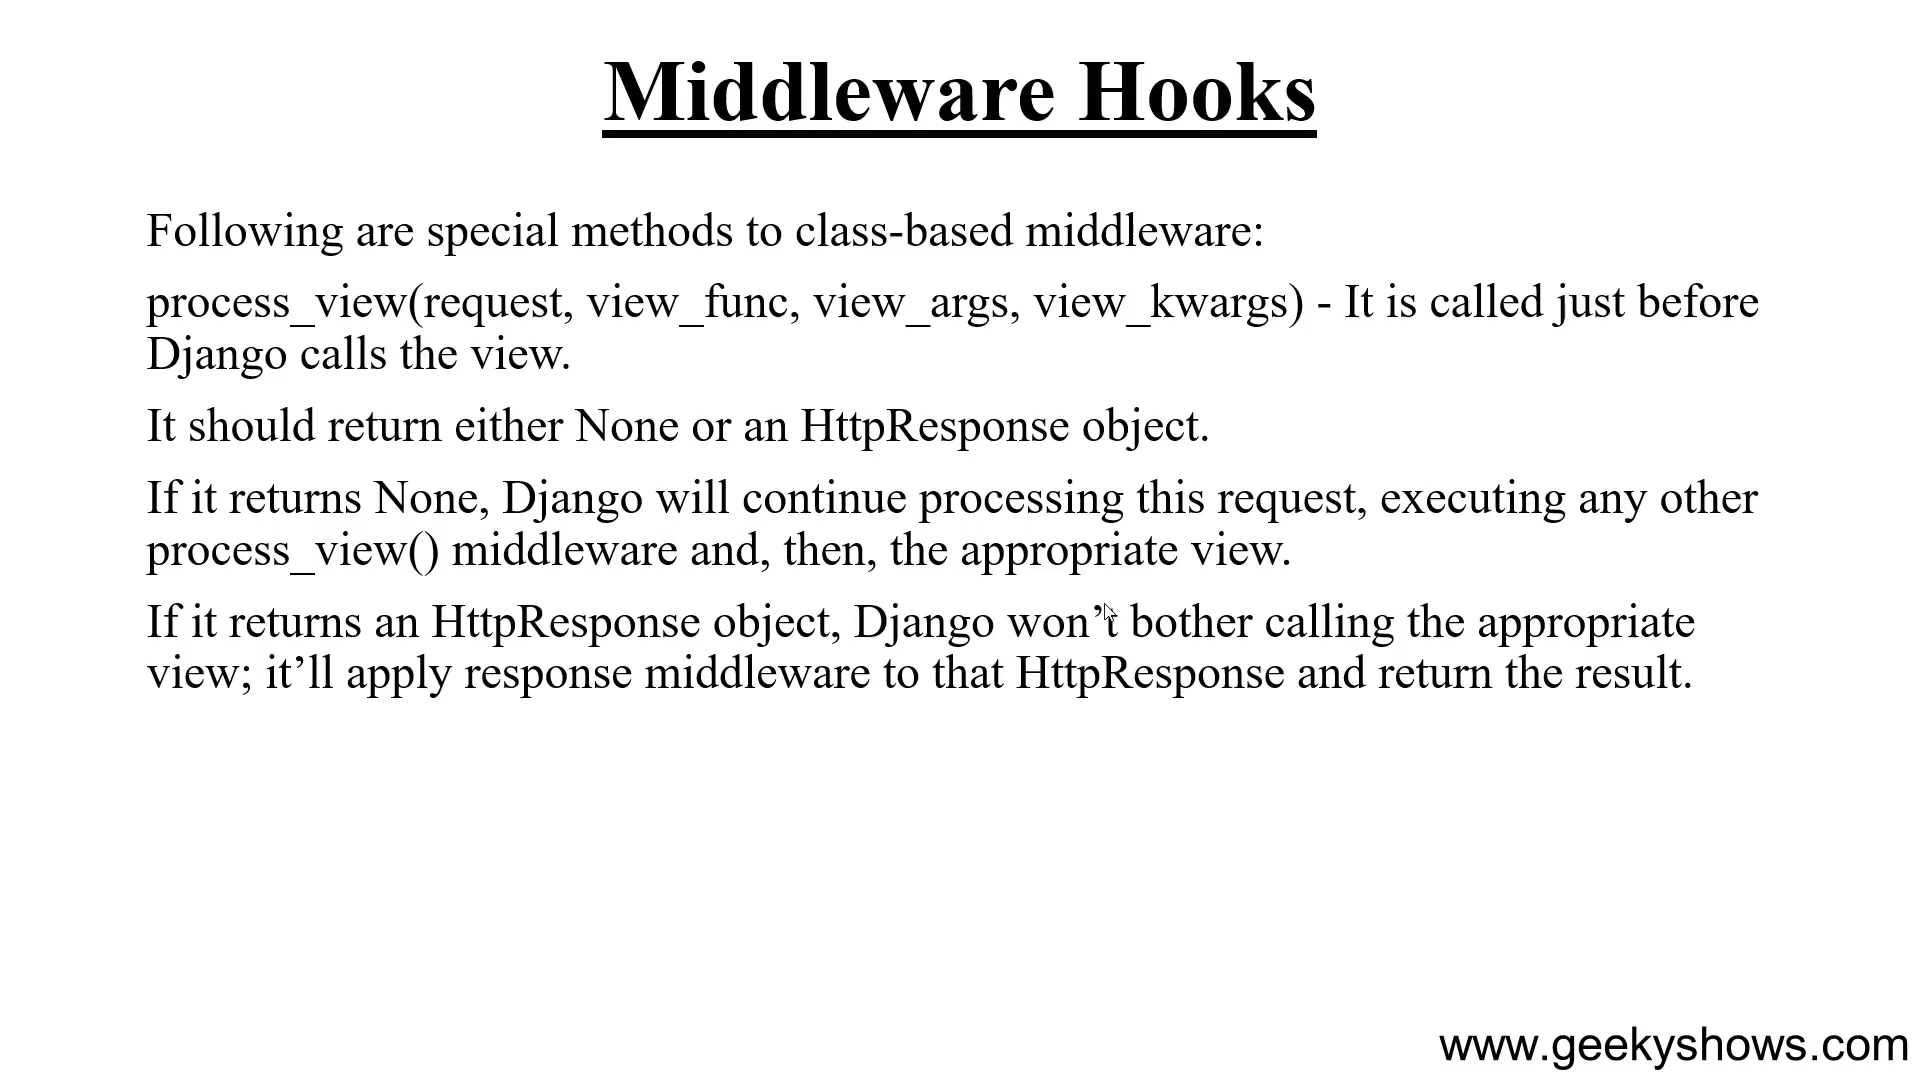 Middleware Hooks
Following are special methods to class-based middleware:
process_view(request, view_func, view_args, view_kwargs) - It is called just before
Django calls the view.
It should return either None or an HttpResponse object.
If it returns None, Django will continue processing this request, executing any other
process_view() middleware and, then, the appropriate view.
If it returns an HttpResponse object, Django won’t bother calling the appropriate
view; it’ll apply response middleware to that HttpResponse and return the result.
www.geekyshows.com